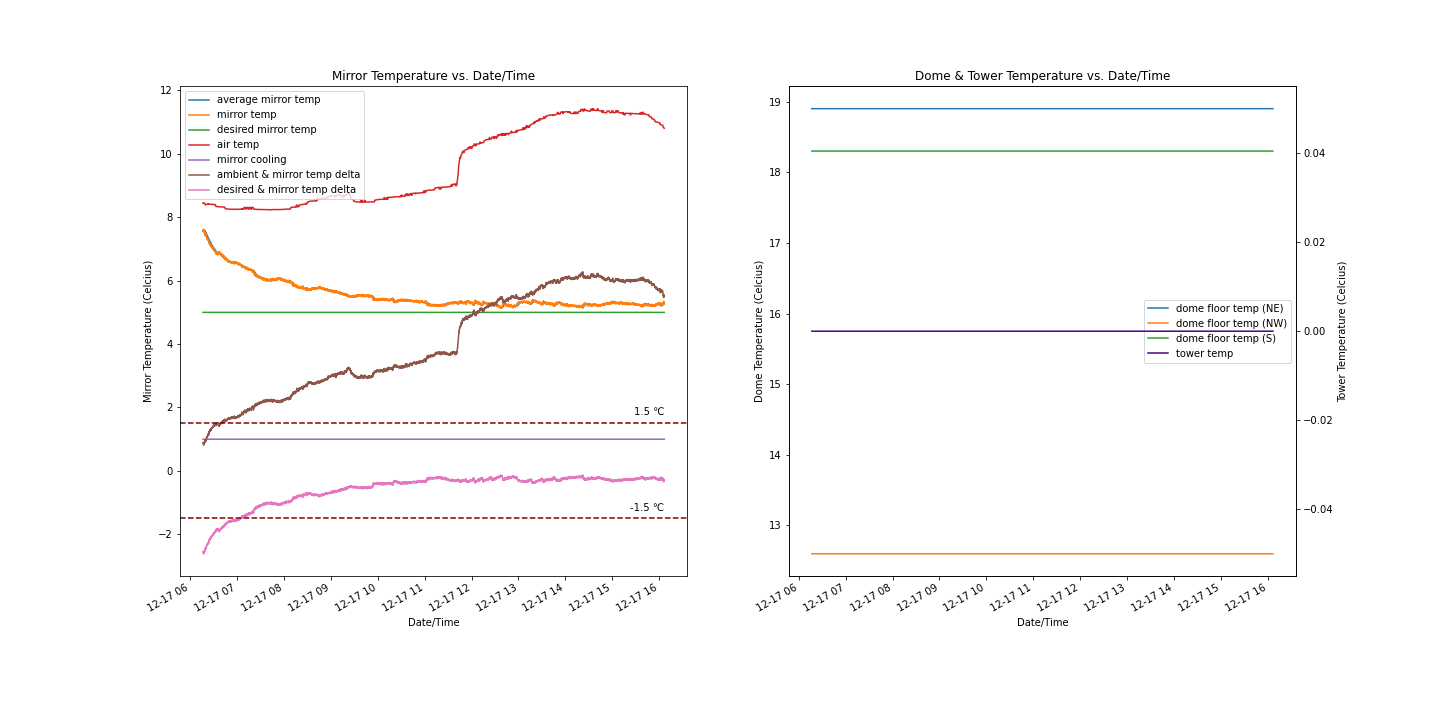 Mirror Temperature vs. Date/Time
12
10
8
6
4
2
0
−2
Mirror Temperature (Celcius)
average mirror temp
mirror temp
desired mirror temp
air temp
mirror cooling
ambient & mirror temp delta
desired & mirror temp delta
1.5 °C
-1.5 °C
12-17 06
12-17 07
12-17 08
12-17 09
12-17 10
12-17 11
12-17 12
12-17 13
12-17 14
12-17 15
12-17 16
Date/Time
Dome & Tower Temperature vs. Date/Time
19
18
17
16
15
14
13
Dome Temperature (Celcius)
dome floor temp (NE)
dome floor temp (NW)
dome floor temp (S)
tower temp
0.04
0.02
0.00
−0.02
−0.04
Tower Temperature (Celcius)
12-17 06
12-17 07
12-17 08
12-17 09
12-17 10
12-17 11
12-17 12
12-17 13
12-17 14
12-17 15
12-17 16
Date/Time